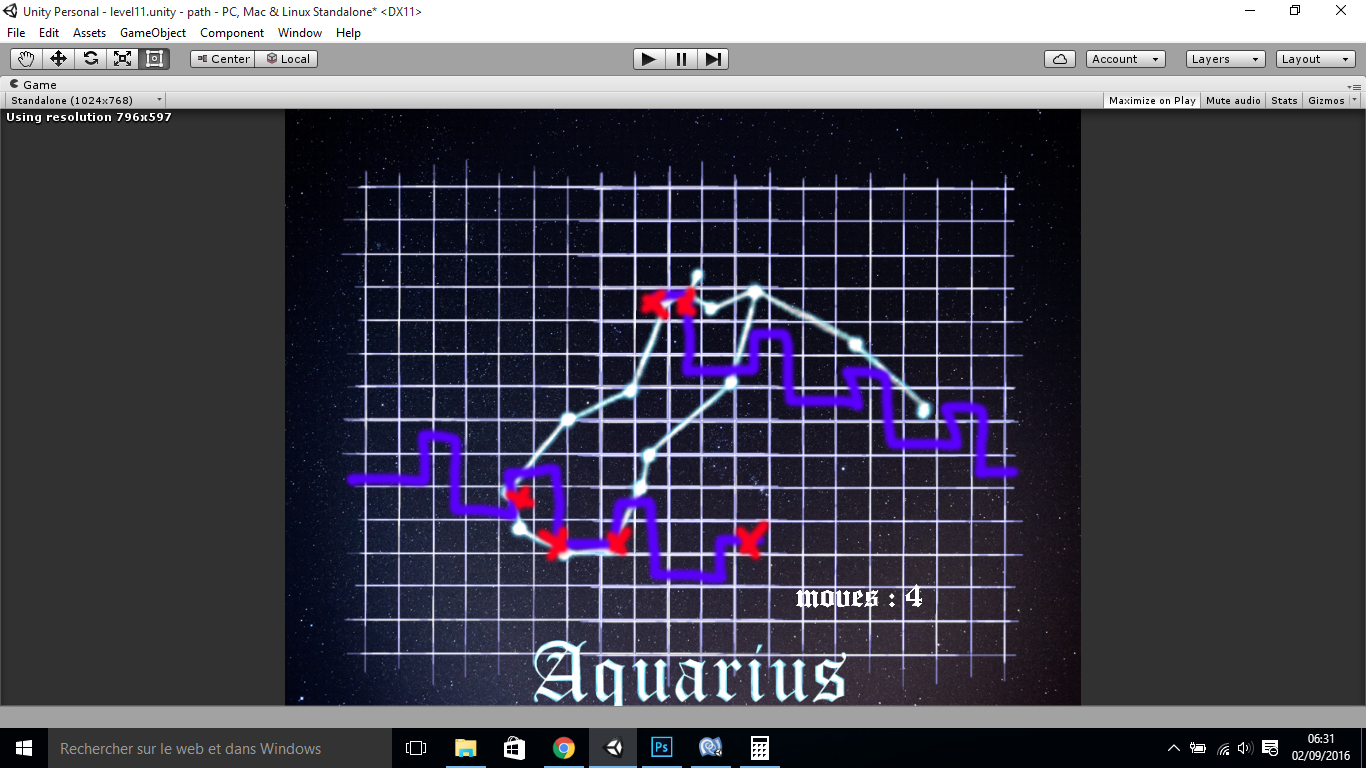 Unity Personal - level11.unity - path - PC, Mac & Linux Standalone* <DX11>
File Edit Assets GameObject Component Window Help
Center Local Account Layers Layout
Game
Standalone (1024x768) Maximize on Play Mute audio Stats Gizmos
Using resolution 796x597
moves : 4
Aquarius
Rechercher sur le web et dans Windows
Ps
06:31
02/09/2016